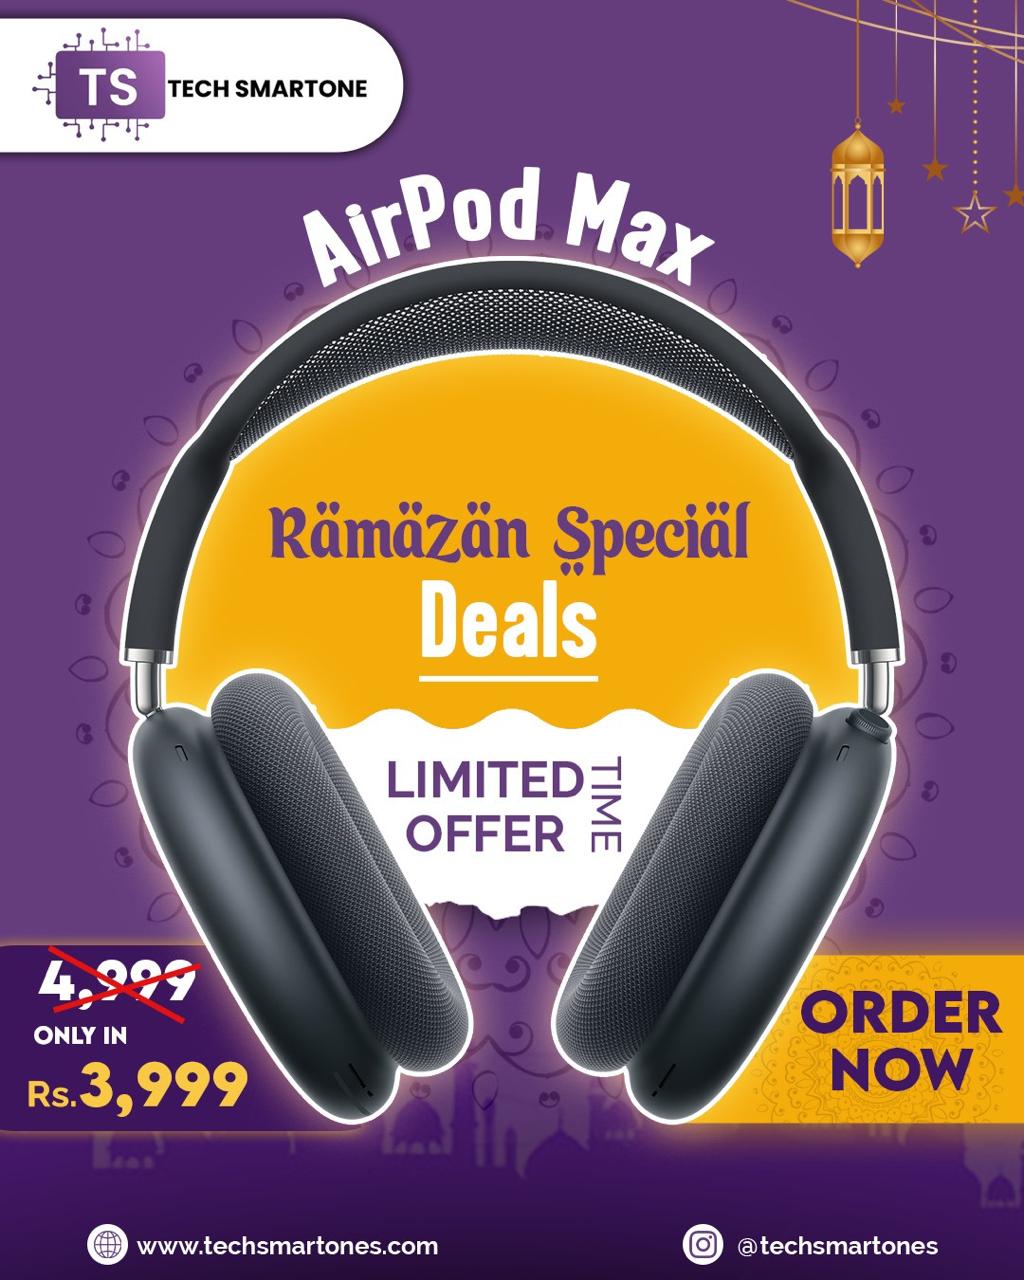 TS
TECH SMARTONE
AirPod Max
Rämäzän Speciäl
Deals
LIMITED TIME
OFFER
4,999
ONLY IN
Rs.3,999
ORDER
NOW
www.techsmartones.com
@techsmartones